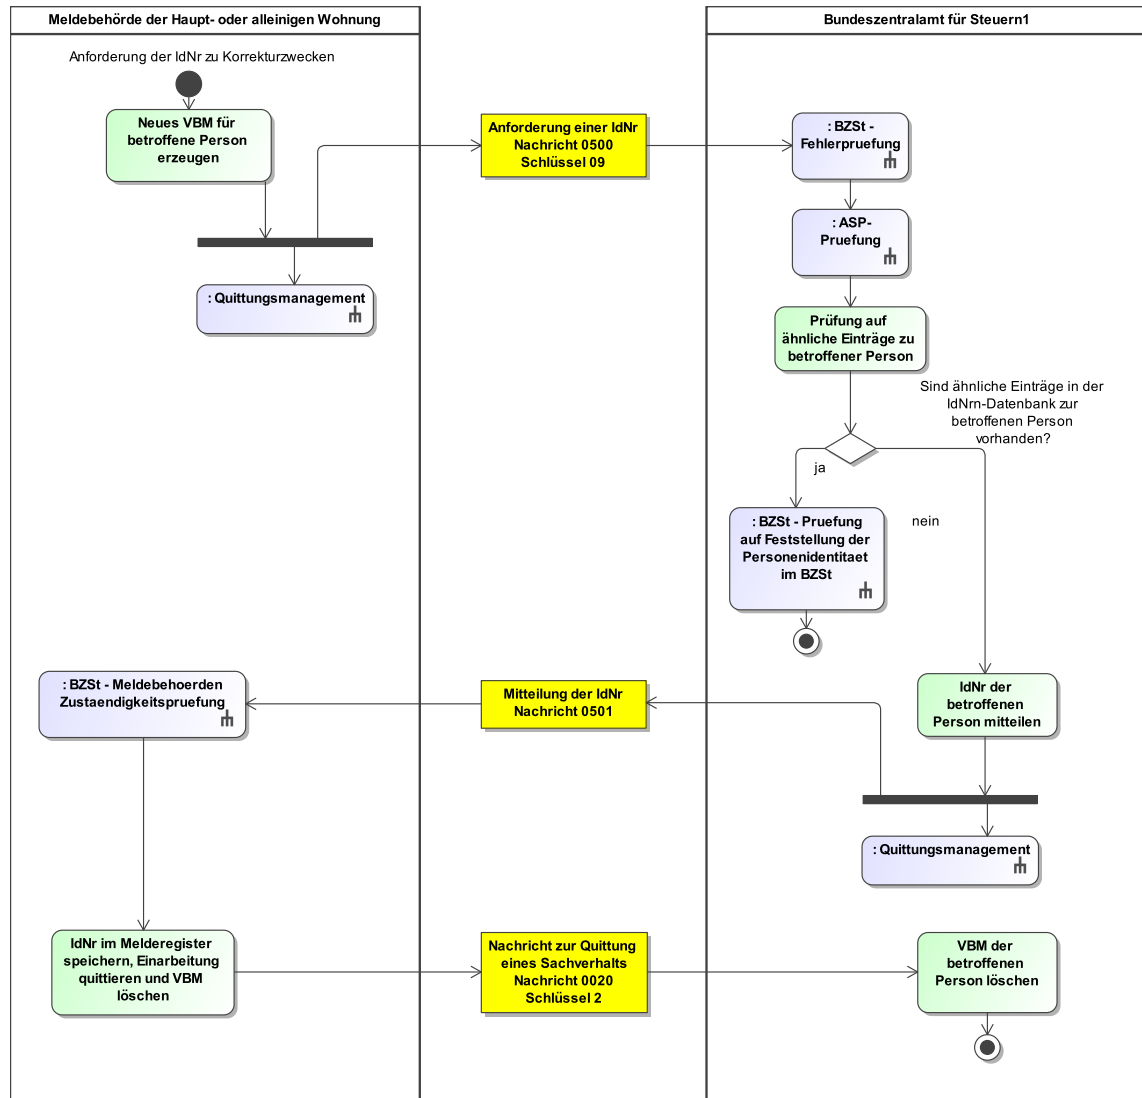 Meldebehörde der Haupt- oder alleinigen Wohnung
Bundeszentralamt für Steuern1
Anforderung der IdNr zu Korrekturzwecken
Neues VBM für
betroffene Person
erzeugen
: Quittungsmanagement
Anforderung einer IdNr
Nachricht 0500
Schlüssel 09
: BZSt -
Fehlerpruefung
: ASP-
Pruefung
Prüfung auf
ähnliche Einträge zu
betroffener Person
Sind ähnliche Einträge in der
IdNrn-Datenbank zur
betroffenen Person
vorhanden?
ja
nein
: BZSt - Pruefung
auf Feststellung der
Personenidentitaet
im BZSt
IdNr der
betroffenen
Person mitteilen
: Quittungsmanagement
Mitteilung der IdNr
Nachricht 0501
: BZSt - Meldebehoerden
Zustaendigkeitspruefung
IdNr im Melderegister
speichern, Einarbeitung
quittieren und VBM
löschen
Nachricht zur Quittung
eines Sachverhalts
Nachricht 0020
Schlüssel 2
VBM der
betroffenen
Person löschen